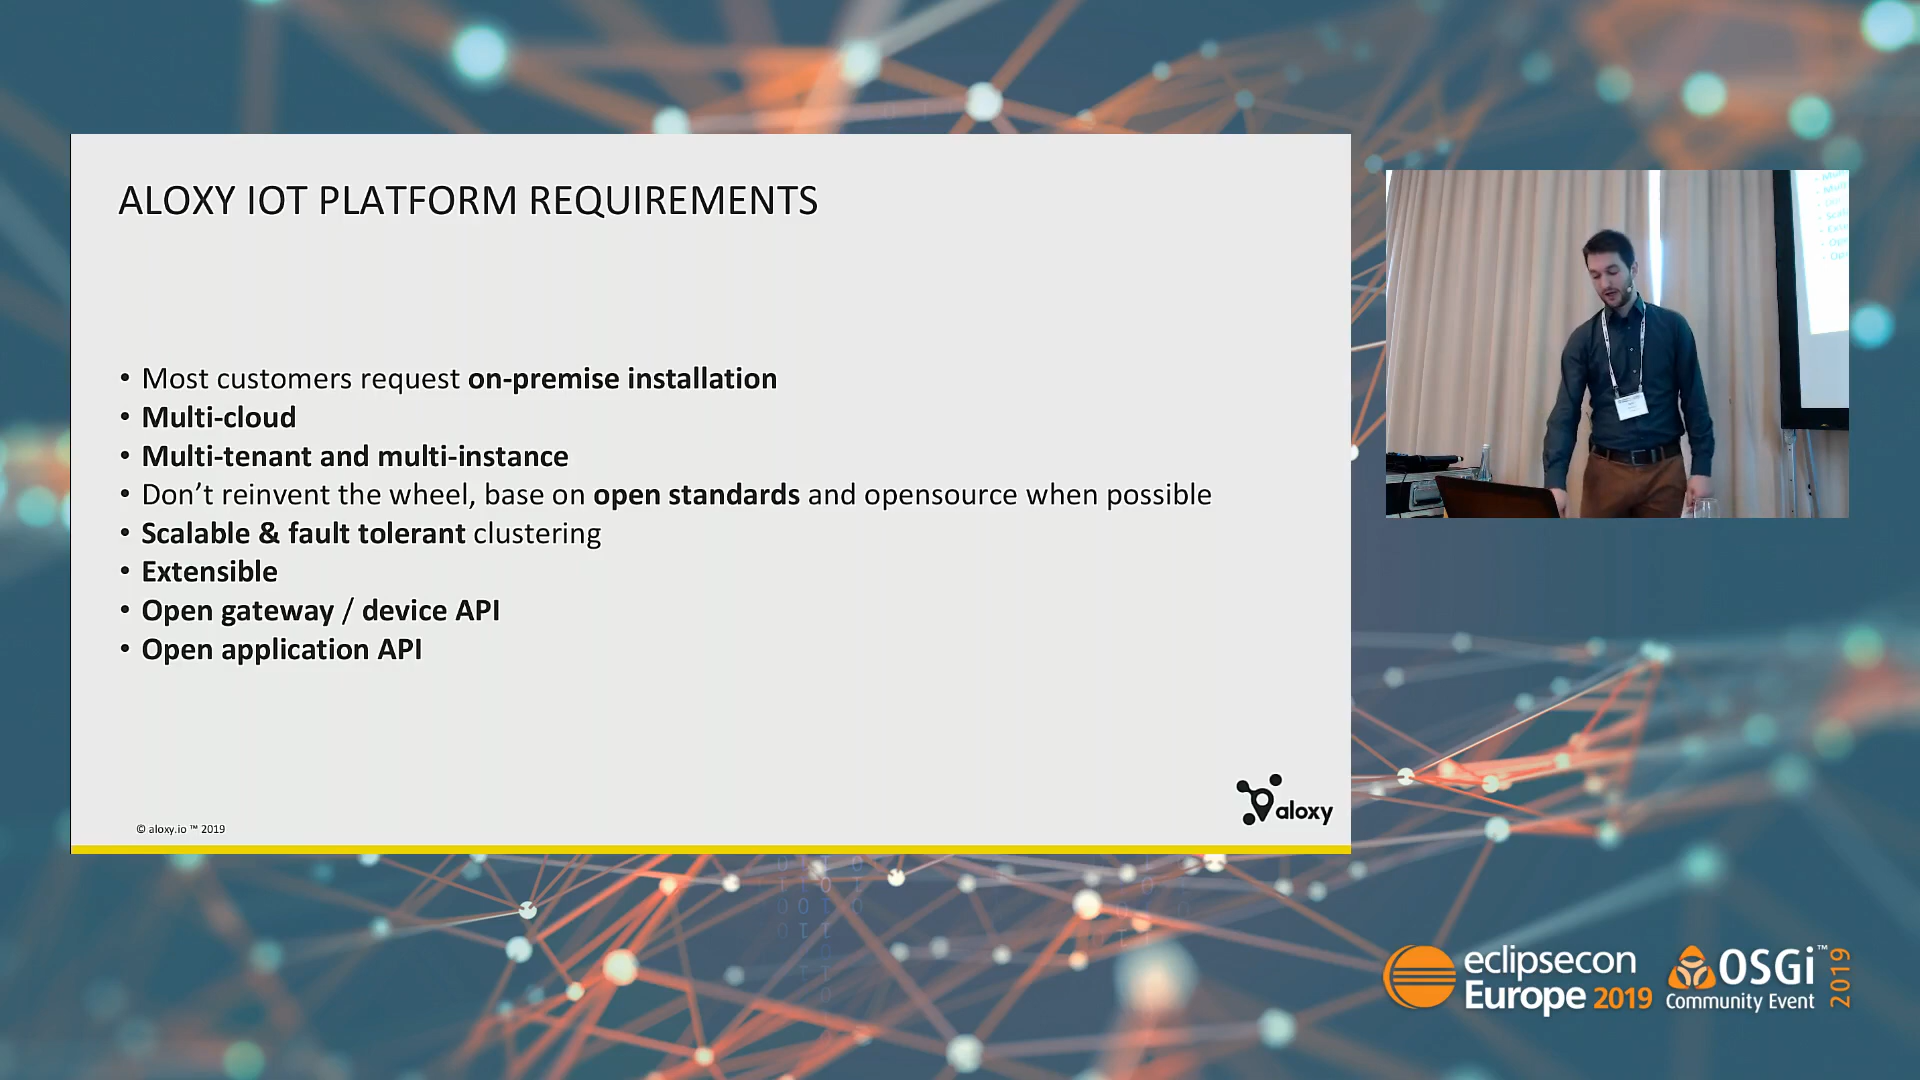 ALOXY IOT PLATFORM REQUIREMENTS
• Most customers request on-premise installation
• Multi-cloud
• Multi-tenant and multi-instance
• Don’t reinvent the wheel, base on open standards and opensource when possible
• Scalable & fault tolerant clustering
• Extensible
• Open gateway / device API
• Open application API
© aloxy.io ™ 2019
aloxy
eclipsecon
Europe 2019
OSGi™
Community Event
2019